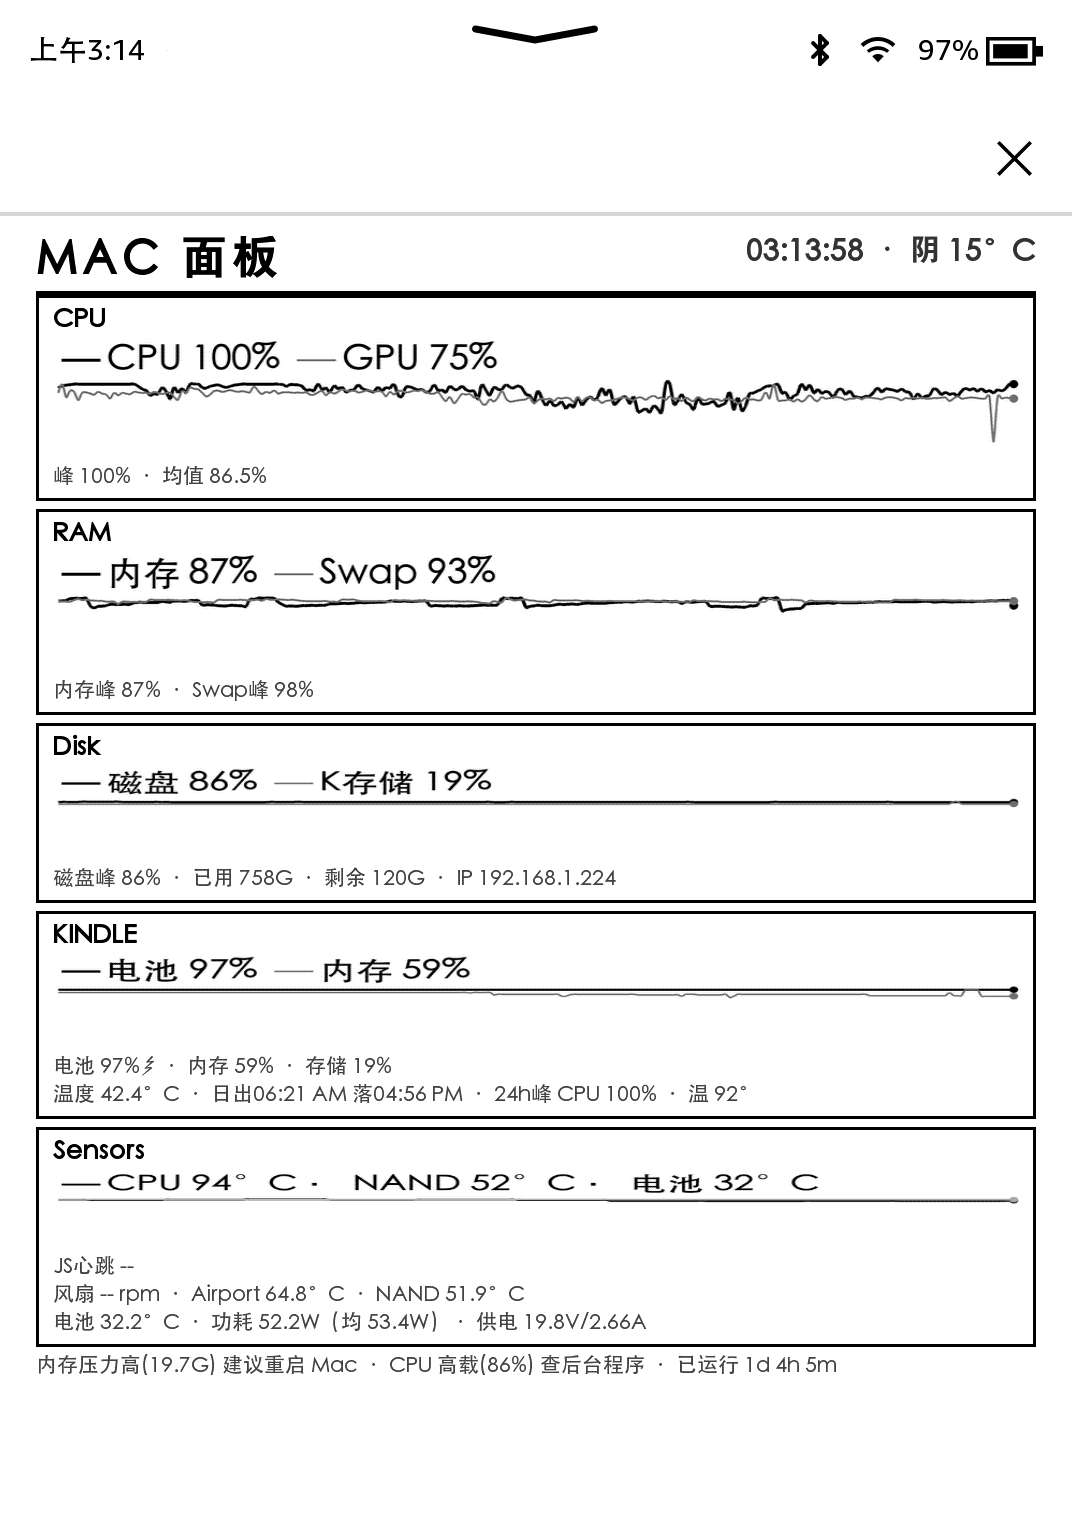 上午3:14 97%
MAC 面板 03:13:58 · 阴 15° C
CPU
CPU 100% GPU 75%
峰 100% · 均值 86.5%
RAM
内存 87% Swap 93%
内存峰 87% · Swap峰 98%
Disk
磁盘 86% K存储 19%
磁盘峰 86% · 已用 758G · 剩余 120G · IP 192.168.1.224
KINDLE
电池 97% 内存 59%
电池 97%⚡ · 内存 59% · 存储 19%
温度 42.4° C · 日出06:21 AM 落04:56 PM · 24h峰 CPU 100% · 温 92°
Sensors
CPU 94° C · NAND 52° C · 电池 32° C
JS心跳 --
风扇 -- rpm · Airport 64.8° C · NAND 51.9° C
电池 32.2° C · 功耗 52.2W（均 53.4W） · 供电 19.8V/2.66A
内存压力高(19.7G) 建议重启 Mac · CPU 高载(86%) 查后台程序 · 已运行 1d 4h 5m